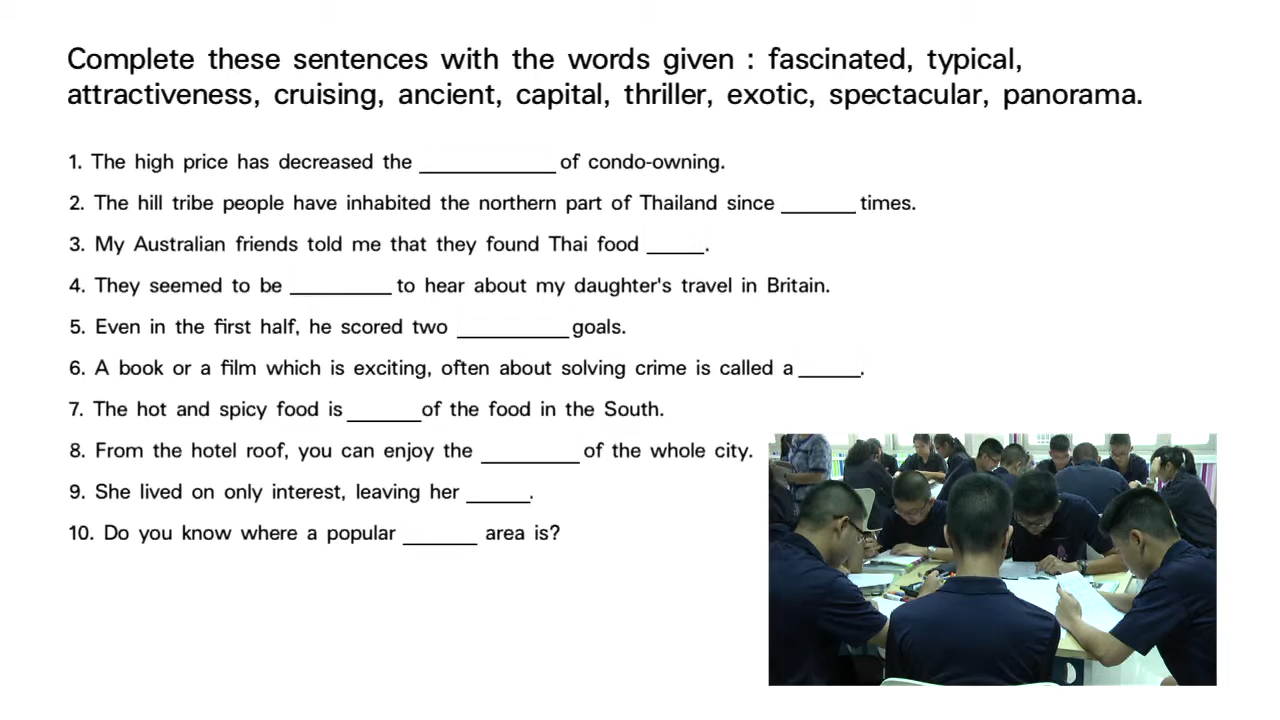 Complete these sentences with the words given : fascinated, typical,
attractiveness, cruising, ancient, capital, thriller, exotic, spectacular, panorama.
1. The high price has decreased the ____________ of condo-owning.
2. The hill tribe people have inhabited the northern part of Thailand since _______ times.
3. My Australian friends told me that they found Thai food _____.
4. They seemed to be _________ to hear about my daughter's travel in Britain.
5. Even in the first half, he scored two __________ goals.
6. A book or a film which is exciting, often about solving crime is called a ______.
7. The hot and spicy food is _______ of the food in the South.
8. From the hotel roof, you can enjoy the _________ of the whole city.
9. She lived on only interest, leaving her ______.
10. Do you know where a popular _______ area is?